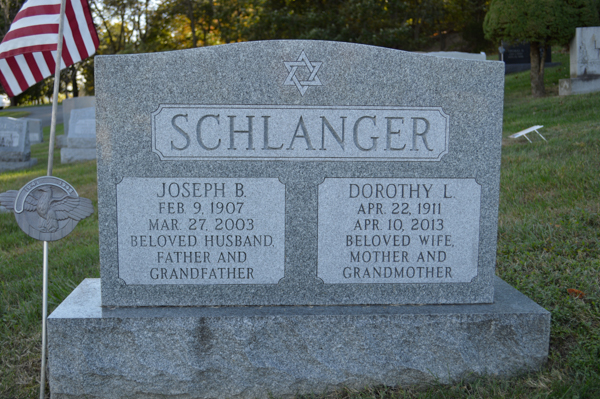 SCHLANGER
JOSEPH B.
FEB. 9, 1907
MAR. 27, 2003
BELOVED HUSBAND,
FATHER AND
GRANDFATHER
DOROTHY L.
APR. 22, 1911
APR. 10, 2013
BELOVED WIFE,
MOTHER AND
GRANDMOTHER